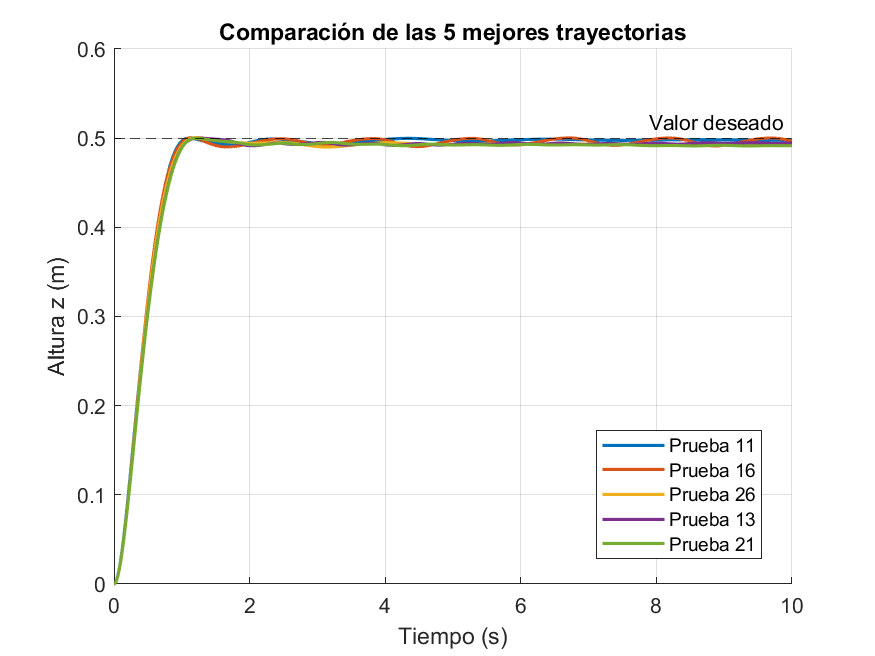 Comparación de las 5 mejores trayectorias
0.6
Valor deseado
0.5
0.4
0.3
0.2
0.1
0
Altura z (m)
Prueba 11
Prueba 16
Prueba 26
Prueba 13
Prueba 21
0 2 4 6 8 10
Tiempo (s)